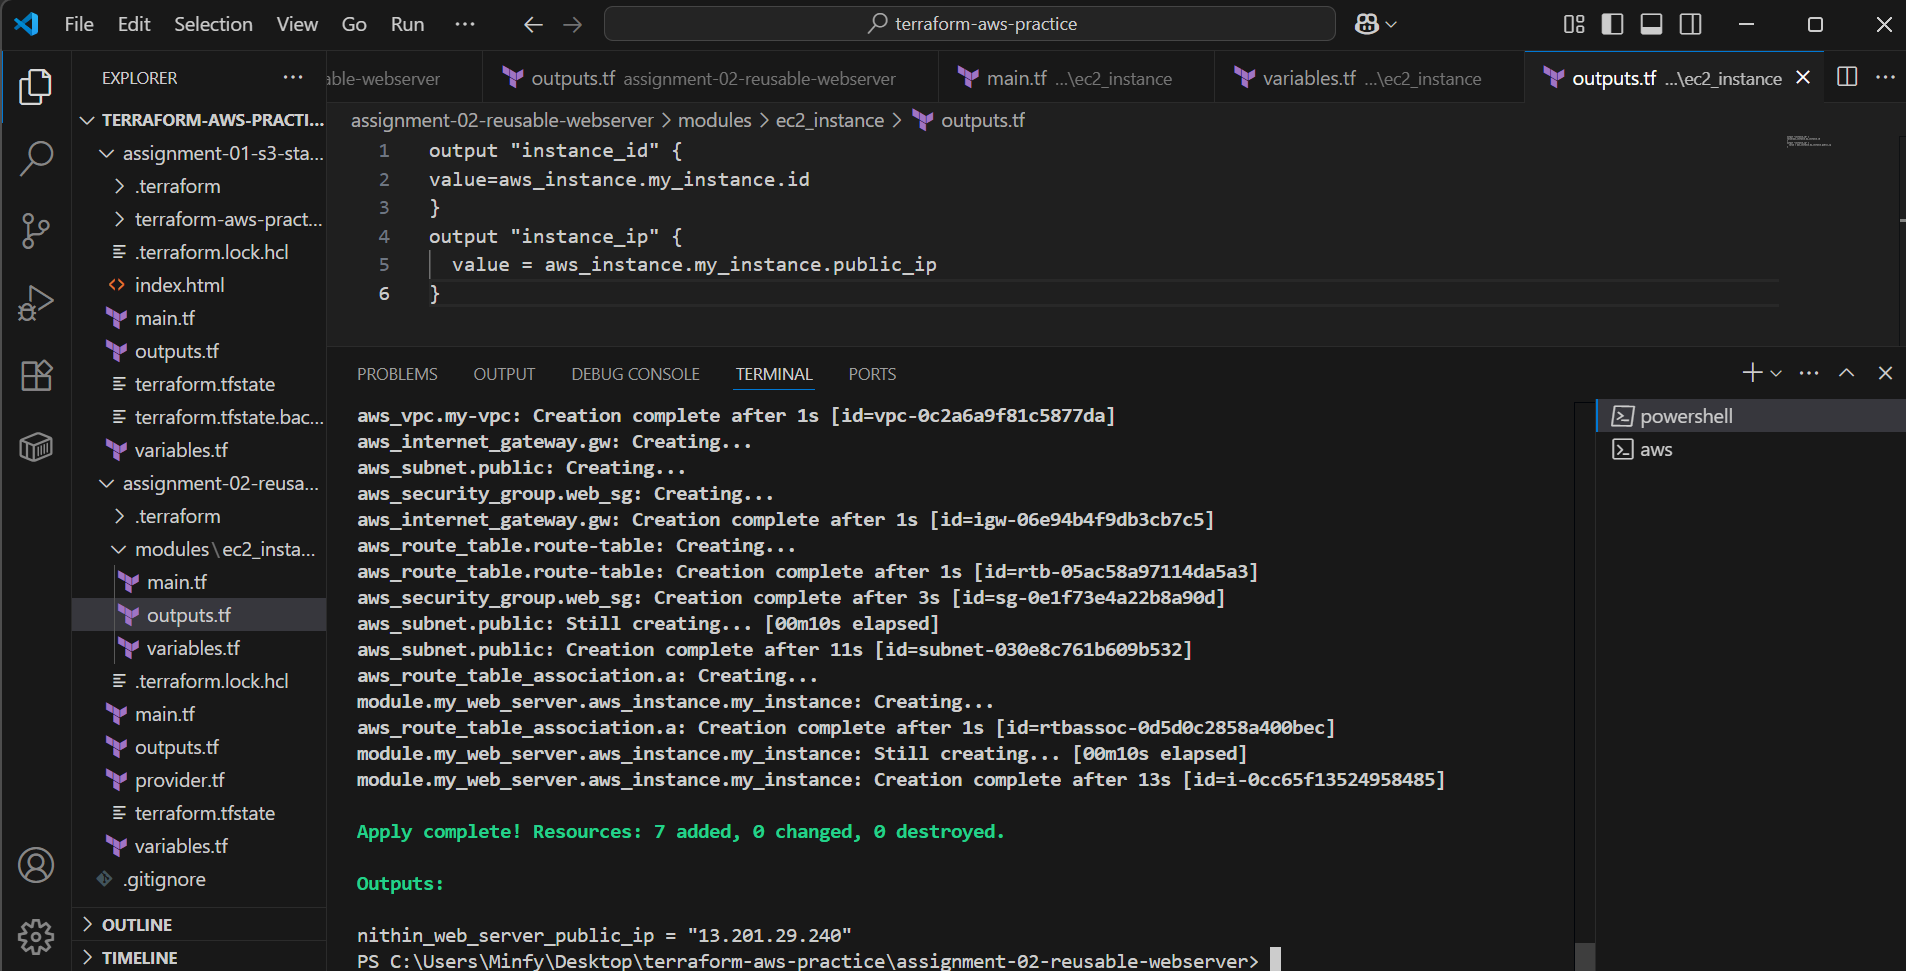 File Edit Selection View Go Run ··· terraform-aws-practice
EXPLORER ···
TERRAFORM-AWS-PRACTI...
assignment-01-s3-sta...
.terraform
terraform-aws-pract...
.terraform.lock.hcl
index.html
main.tf
outputs.tf
terraform.tfstate
terraform.tfstate.bac...
variables.tf
assignment-02-reusa...
.terraform
modules\ec2_insta...
main.tf
outputs.tf
variables.tf
.terraform.lock.hcl
main.tf
outputs.tf
provider.tf
terraform.tfstate
variables.tf
.gitignore
OUTLINE
TIMELINE
able-webserver outputs.tf assignment-02-reusable-webserver main.tf ...\ec2_instance variables.tf ...\ec2_instance outputs.tf ...\ec2_instance
assignment-02-reusable-webserver > modules > ec2_instance > outputs.tf
1 output "instance_id" {
2 value=aws_instance.my_instance.id
3 }
4 output "instance_ip" {
5 value = aws_instance.my_instance.public_ip
6 }
PROBLEMS OUTPUT DEBUG CONSOLE TERMINAL PORTS
aws_vpc.my-vpc: Creation complete after 1s [id=vpc-0c2a6a9f81c5877da]
aws_internet_gateway.gw: Creating...
aws_subnet.public: Creating...
aws_security_group.web_sg: Creating...
aws_internet_gateway.gw: Creation complete after 1s [id=igw-06e94b4f9db3cb7c5]
aws_route_table.route-table: Creating...
aws_route_table.route-table: Creation complete after 1s [id=rtb-05ac58a97114da5a3]
aws_security_group.web_sg: Creation complete after 3s [id=sg-0e1f73e4a22b8a90d]
aws_subnet.public: Still creating... [00m10s elapsed]
aws_subnet.public: Creation complete after 11s [id=subnet-030e8c761b609b532]
aws_route_table_association.a: Creating...
module.my_web_server.aws_instance.my_instance: Creating...
aws_route_table_association.a: Creation complete after 1s [id=rtbassoc-0d5d0c2858a400bec]
module.my_web_server.aws_instance.my_instance: Still creating... [00m10s elapsed]
module.my_web_server.aws_instance.my_instance: Creation complete after 13s [id=i-0cc65f13524958485]
Apply complete! Resources: 7 added, 0 changed, 0 destroyed.
Outputs:
nithin_web_server_public_ip = "13.201.29.240"
PS C:\Users\Minfy\Desktop\terraform-aws-practice\assignment-02-reusable-webserver>
powershell
aws